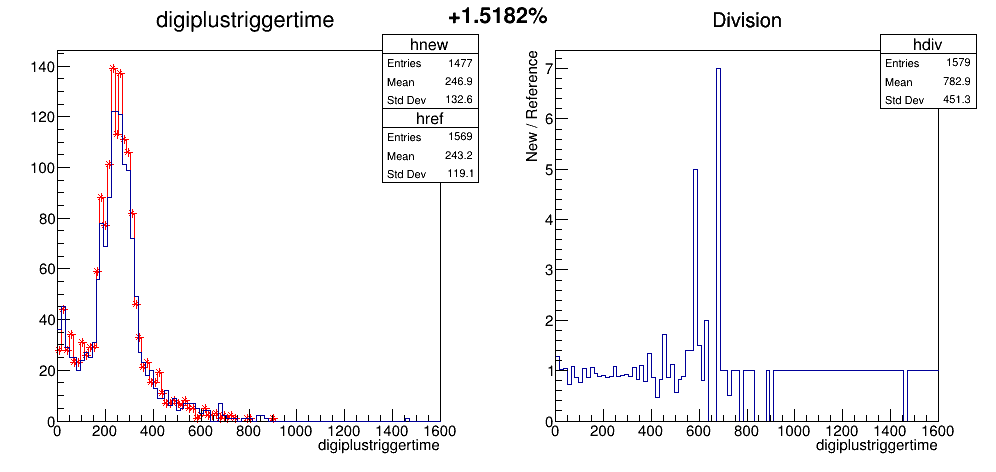 digiplustriggertime
+1.5182%
Division
hnew
Entries 1477
Mean 246.9
Std Dev 132.6
href
Entries 1569
Mean 243.2
Std Dev 119.1
140
120
100
80
60
40
20
0
0 200 400 600 800 1000 1200 1400 1600
digiplustriggertime
hdiv
Entries 1579
Mean 782.9
Std Dev 451.3
New / Reference
7
6
5
4
3
2
1
0
0 200 400 600 800 1000 1200 1400 1600
digiplustriggertime